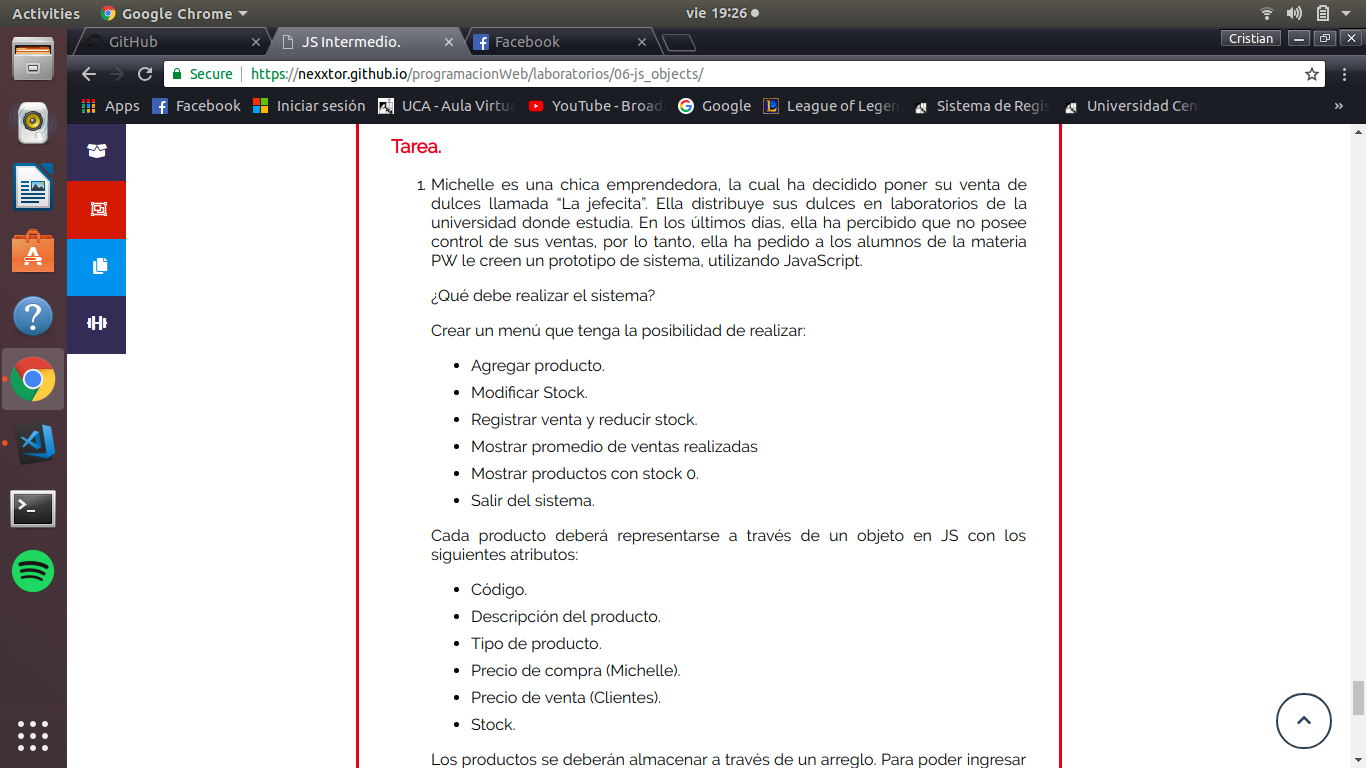 Activities
Google Chrome
vie 19:26
GitHub
JS Intermedio.
Facebook
Cristian
Secure
https://nexxtor.github.io/programacionWeb/laboratorios/06-js_objects/
Apps
Facebook
Iniciar sesión
UCA - Aula Virtua
YouTube - Broad
Google
League of Legen
Sistema de Regis
Universidad Cen
»
Tarea.
1. Michelle es una chica emprendedora, la cual ha decidido poner su venta de
dulces llamada “La jefecita”. Ella distribuye sus dulces en laboratorios de la
universidad donde estudia. En los últimos días, ella ha percibido que no posee
control de sus ventas, por lo tanto, ella ha pedido a los alumnos de la materia
PW le creen un prototipo de sistema, utilizando JavaScript.
¿Qué debe realizar el sistema?
Crear un menú que tenga la posibilidad de realizar:
• Agregar producto.
• Modificar Stock.
• Registrar venta y reducir stock.
• Mostrar promedio de ventas realizadas
• Mostrar productos con stock 0.
• Salir del sistema.
Cada producto deberá representarse a través de un objeto en JS con los
siguientes atributos:
• Código.
• Descripción del producto.
• Tipo de producto.
• Precio de compra (Michelle).
• Precio de venta (Clientes).
• Stock.
Los productos se deberán almacenar a través de un arreglo. Para poder ingresar